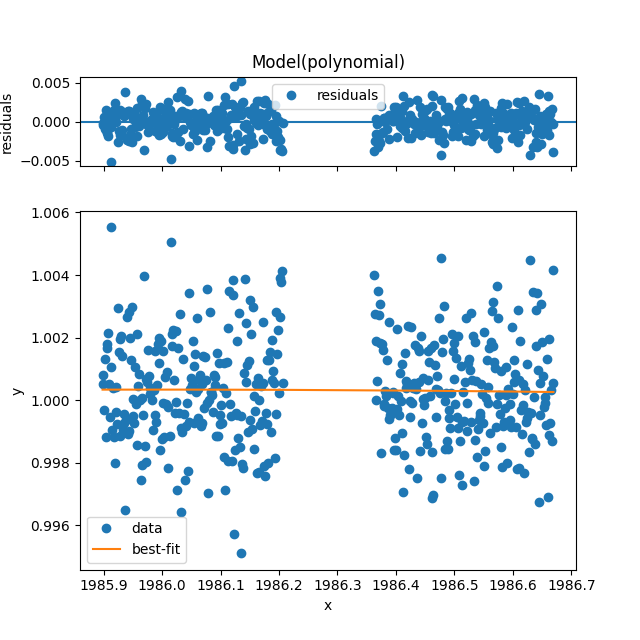 Model(polynomial)
0.005
0.000
−0.005
residuals
residuals
1.006
1.004
1.002
1.000
0.998
0.996
y
data
best-fit
1985.9 1986.0 1986.1 1986.2 1986.3 1986.4 1986.5 1986.6 1986.7
x